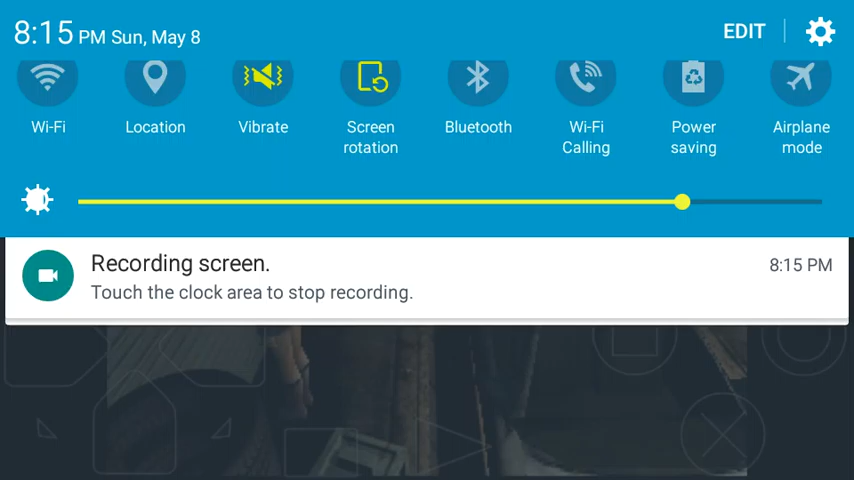 8:15 PM Sun, May 8
EDIT
Wi-Fi
Location
Vibrate
Screen rotation
Bluetooth
Wi-Fi Calling
Power saving
Airplane mode
Recording screen.
8:15 PM
Touch the clock area to stop recording.